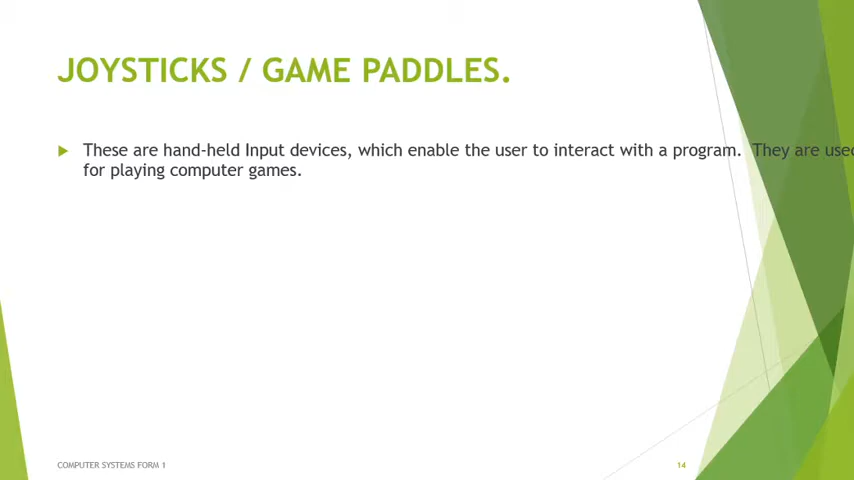 JOYSTICKS / GAME PADDLES.
These are hand-held Input devices, which enable the user to interact with a program. They are used
for playing computer games.
COMPUTER SYSTEMS FORM 1
14